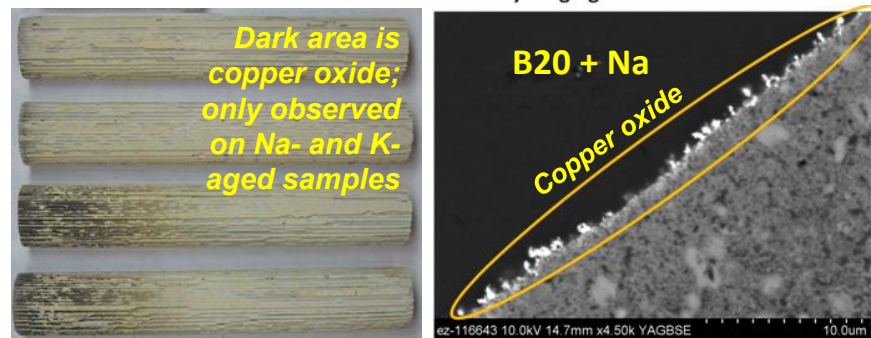 Dark area is
copper oxide;
only observed
on Na- and K-
aged samples
B20 + Na
Copper oxide
ez-116643 10.0kV 14.7mm x4.50k YAGBSE
10.0um